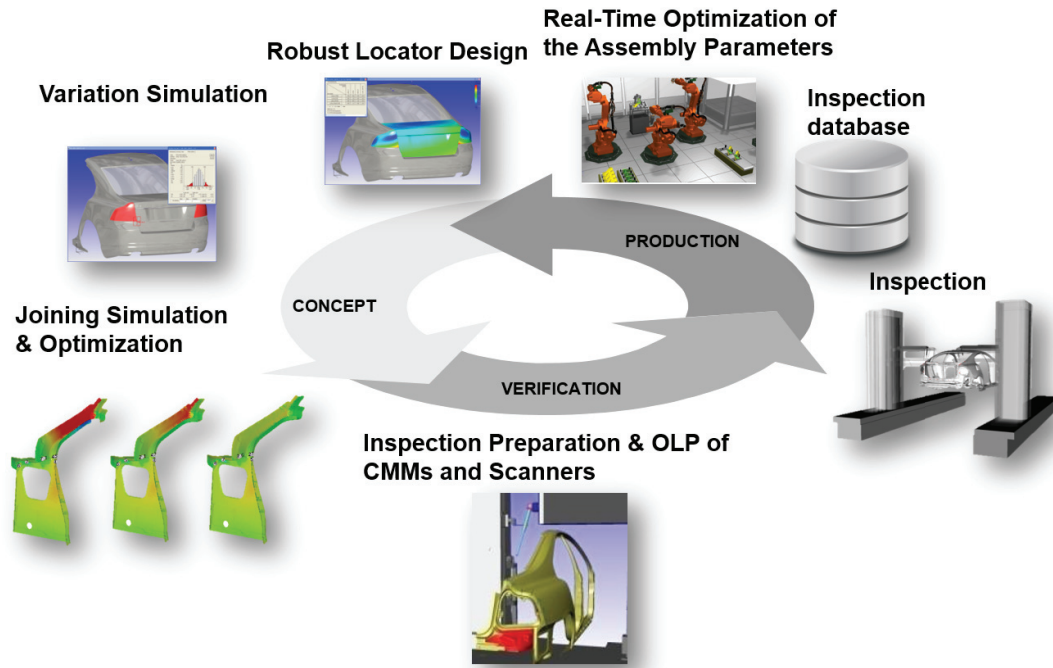 Real-Time Optimization of
the Assembly Parameters
Robust Locator Design
Variation Simulation
Inspection
database
PRODUCTION
Inspection
CONCEPT
Joining Simulation
& Optimization
VERIFICATION
Inspection Preparation & OLP of
CMMs and Scanners